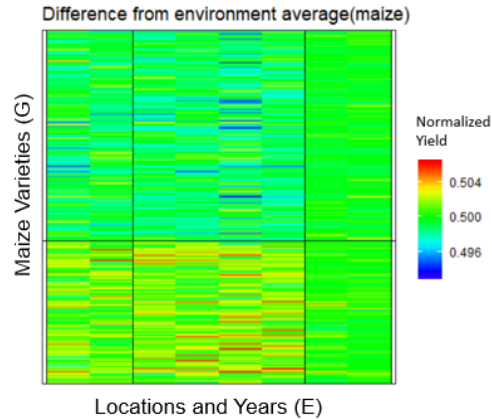 Difference from environment average(maize)
Maize Varieties (G)
Normalized
Yield
0.504
0.500
0.496
Locations and Years (E)